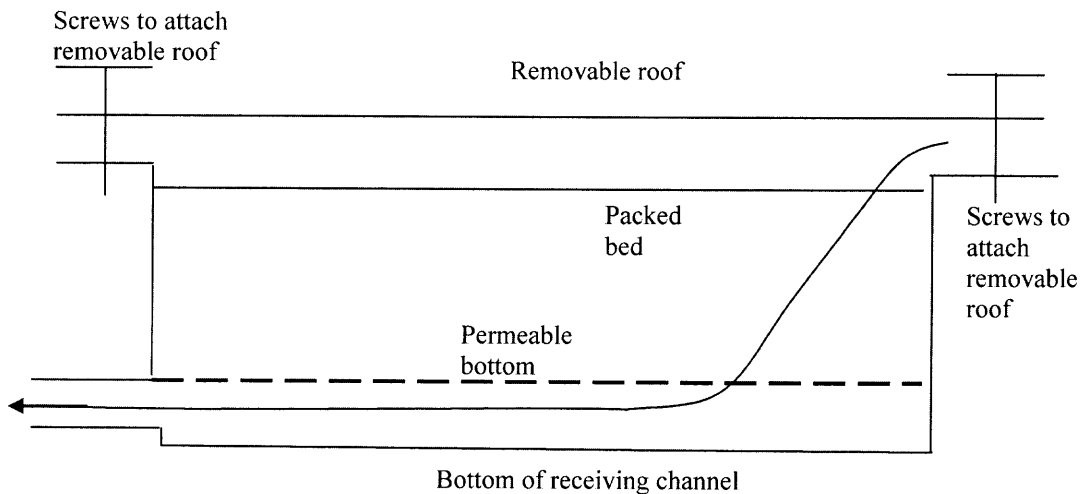 Screws to attach
removable roof
Removable roof
Packed
bed
Screws to
attach
removable
roof
Permeable
bottom
Bottom of receiving channel